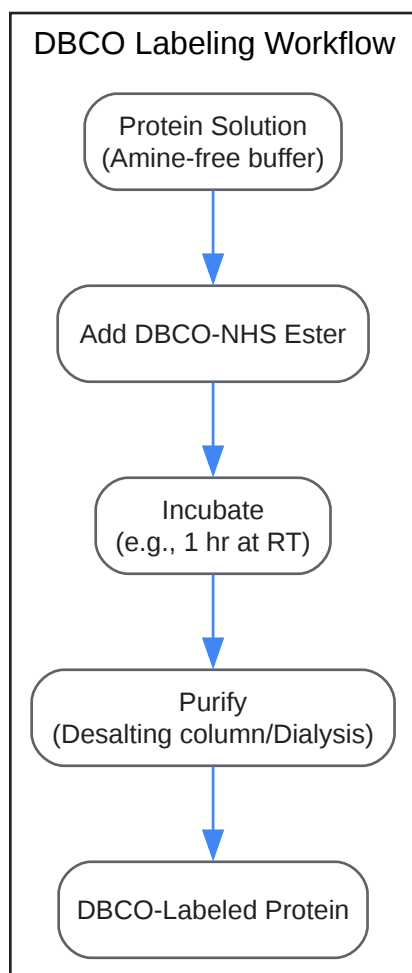 DBCO Labeling Workflow
Protein Solution
(Amine-free buffer)
Add DBCO-NHS Ester
Incubate
(e.g., 1 hr at RT)
Purify
(Desalting column/Dialysis)
DBCO-Labeled Protein